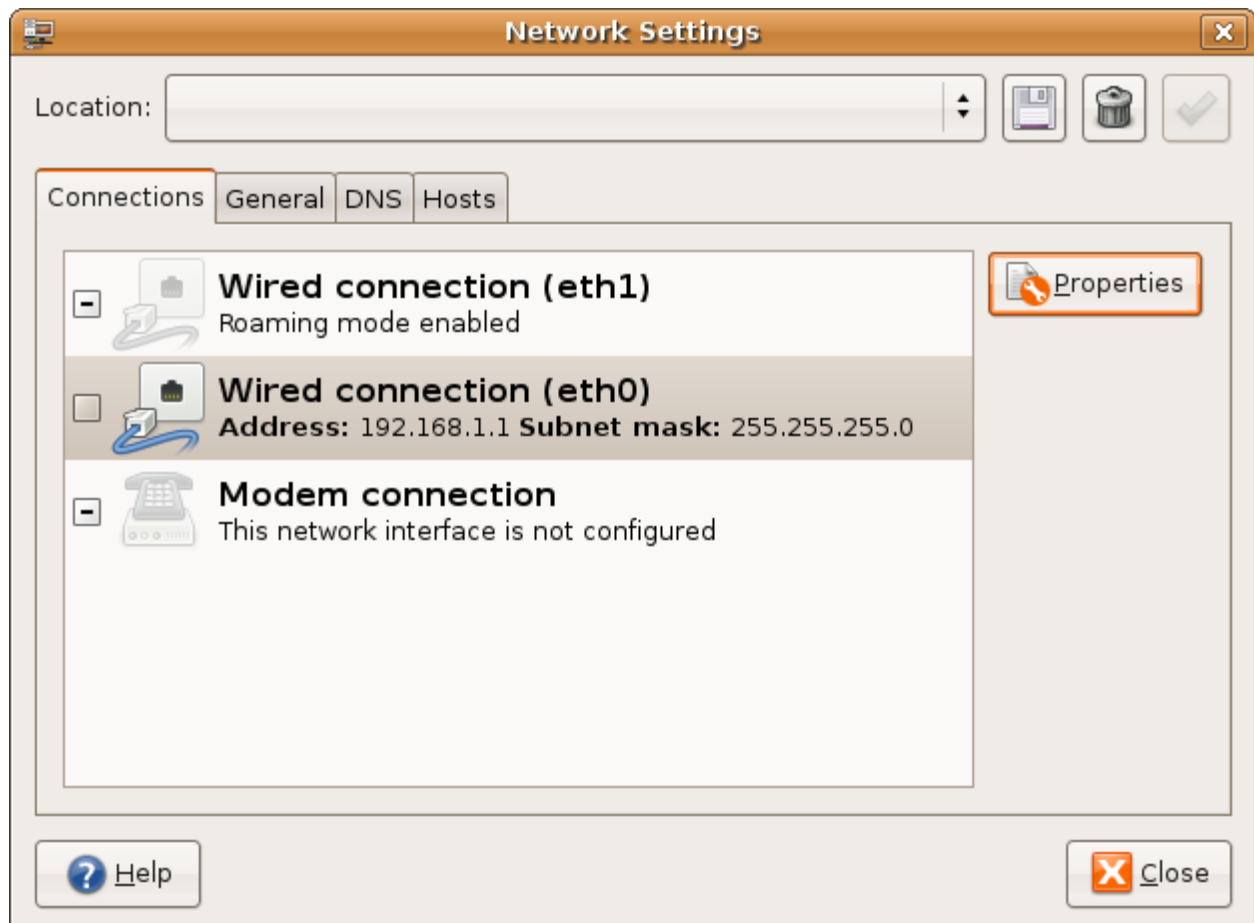 Network Settings
Location:
Connections General DNS Hosts
Wired connection (eth1)
Roaming mode enabled
Properties
Wired connection (eth0)
Address: 192.168.1.1 Subnet mask: 255.255.255.0
Modem connection
This network interface is not configured
Help
Close